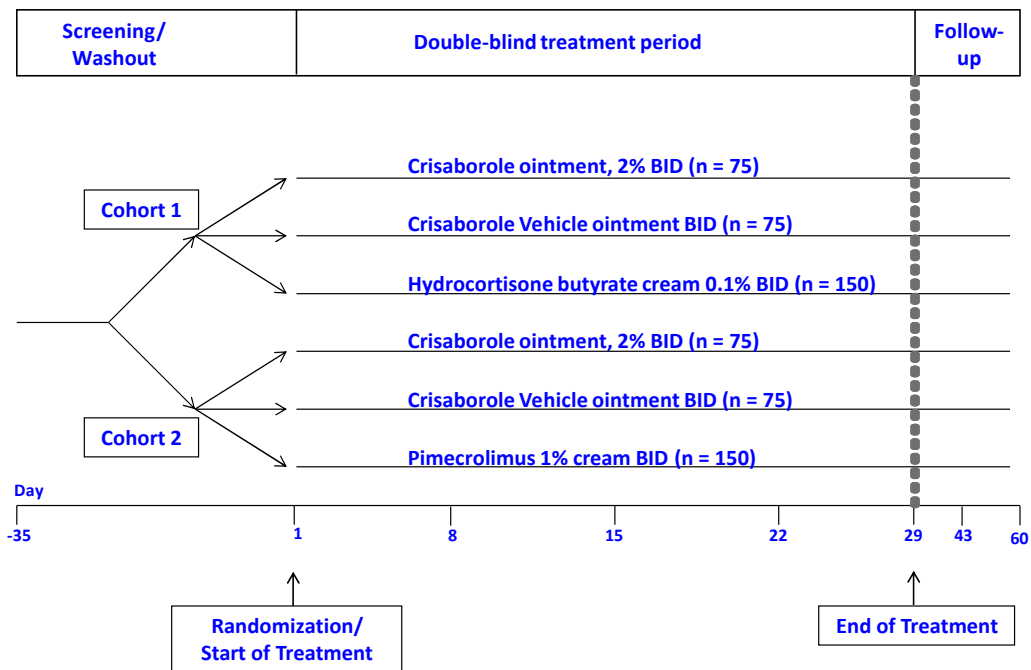 Screening/
Washout
Double-blind treatment period
Follow-
up
Crisaborole ointment, 2% BID (n = 75)
Cohort 1
Crisaborole Vehicle ointment BID (n = 75)
Hydrocortisone butyrate cream 0.1% BID (n = 150)
Crisaborole ointment, 2% BID (n = 75)
Crisaborole Vehicle ointment BID (n = 75)
Cohort 2
Pimecrolimus 1% cream BID (n = 150)
Day
-35 1 8 15 22 29 43 60
Randomization/
Start of Treatment
End of Treatment